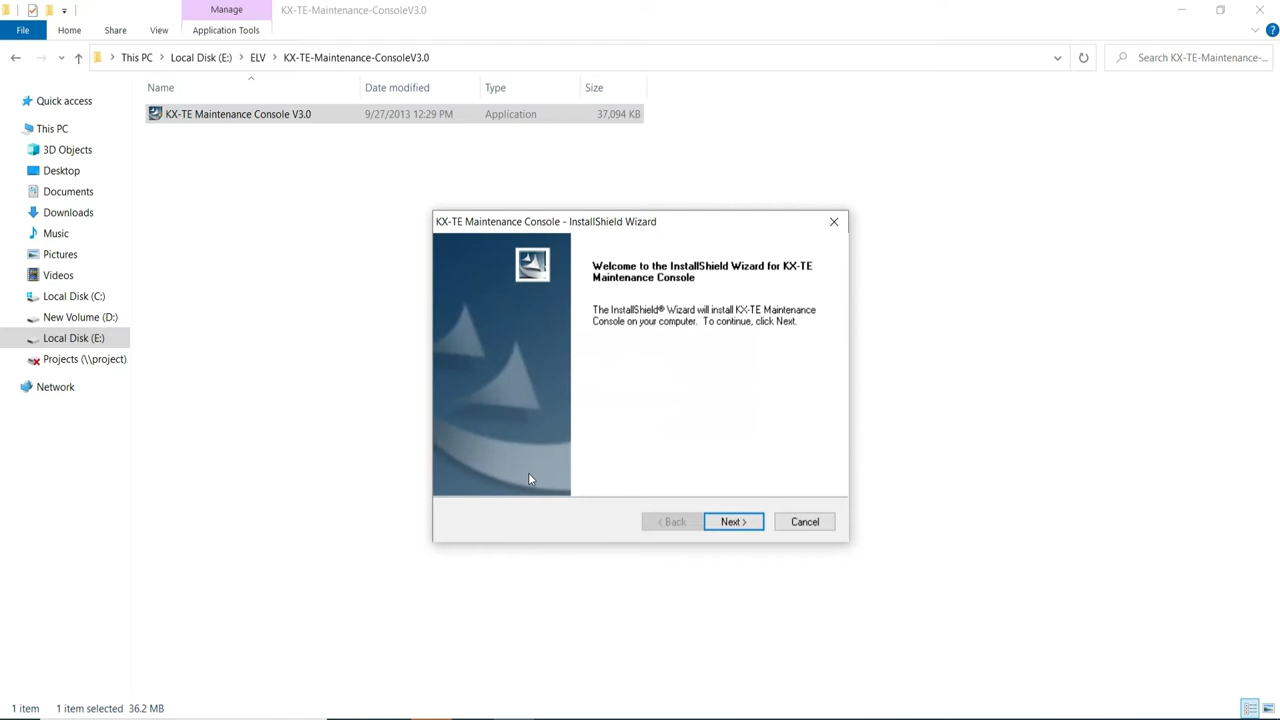 Manage
KX-TE-Maintenance-ConsoleV3.0
File
Home
Share
View
Application Tools
This PC
Local Disk (E:)
ELV
KX-TE-Maintenance-ConsoleV3.0
Search KX-TE-Maintenance-...
Name
Date modified
Type
Size
KX-TE Maintenance Console V3.0
9/27/2013 12:29 PM
Application
37,094 KB
Quick access
This PC
3D Objects
Desktop
Documents
Downloads
Music
Pictures
Videos
Local Disk (C:)
New Volume (D:)
Local Disk (E:)
Projects (\\project)
Network
KX-TE Maintenance Console - InstallShield Wizard
Welcome to the InstallShield Wizard for KX-TE
Maintenance Console
The InstallShield® Wizard will install KX-TE Maintenance
Console on your computer. To continue, click Next.
< Back
Next >
Cancel
1 item
1 item selected 36.2 MB